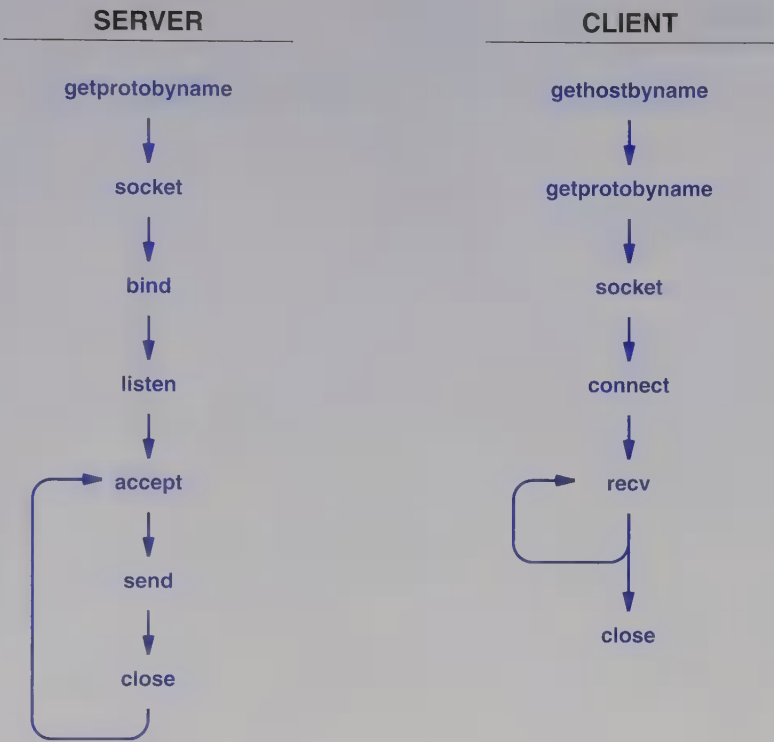 SERVER
getprotobyname
socket
bind
listen
accept
send
close
CLIENT
gethostbyname
getprotobyname
socket
connect
recv
close